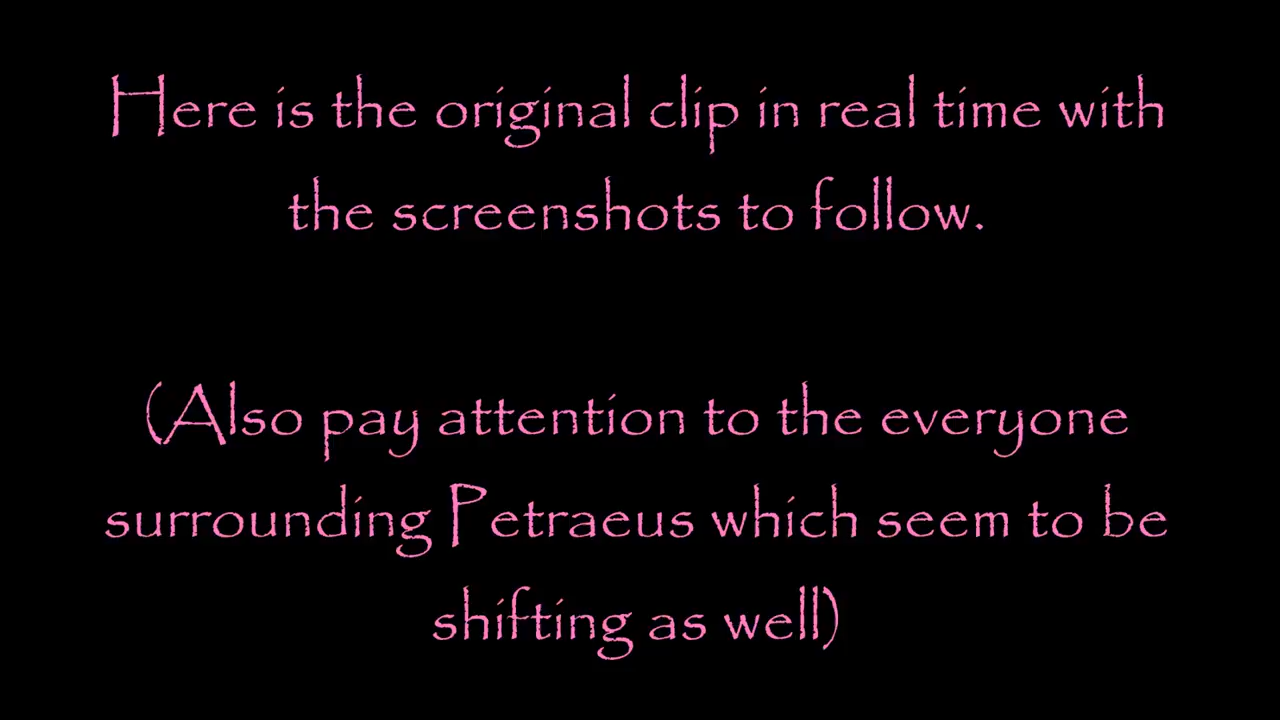 Here is the original clip in real time with
the screenshots to follow.
(Also pay attention to the everyone
surrounding Petraeus which seem to be
shifting as well)